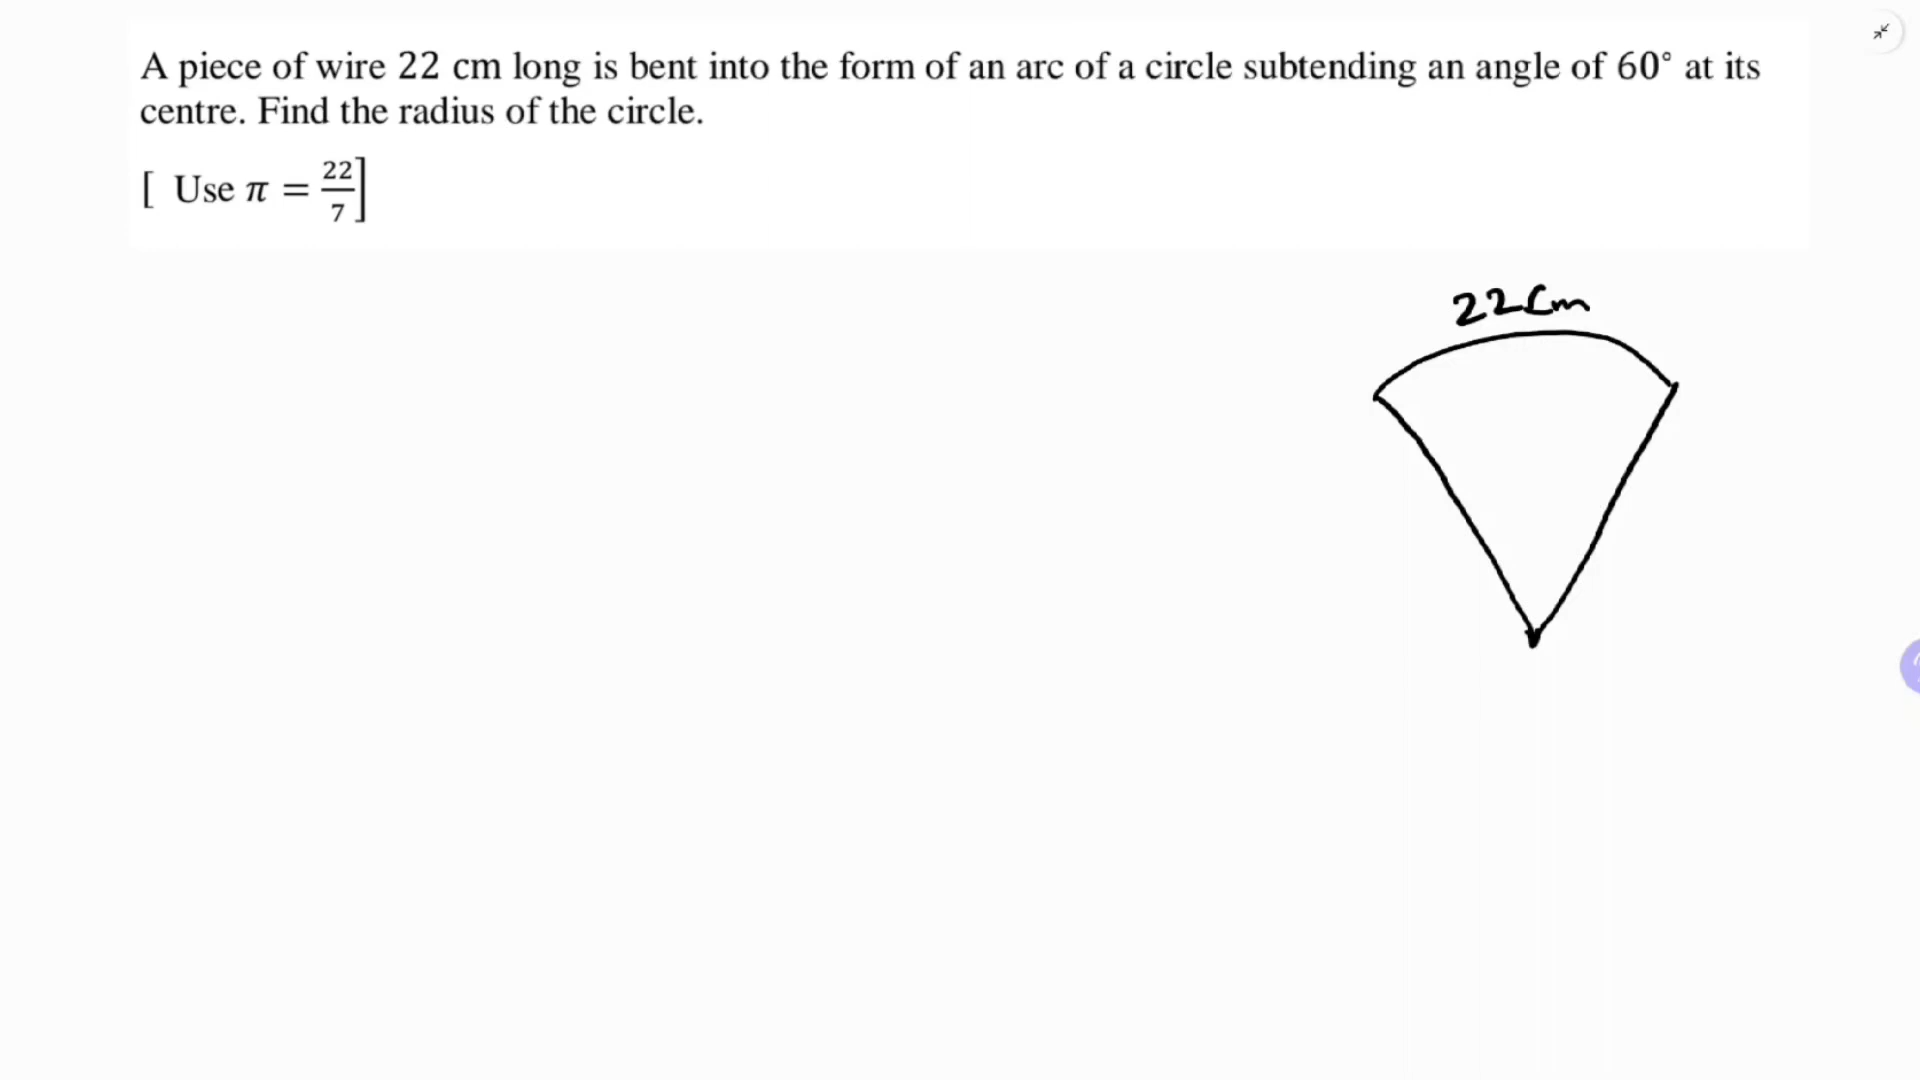 A piece of wire 22 cm long is bent into the form of an arc of a circle subtending an angle of 60° at its
centre. Find the radius of the circle.
[ Use π = 22/7]
22cm